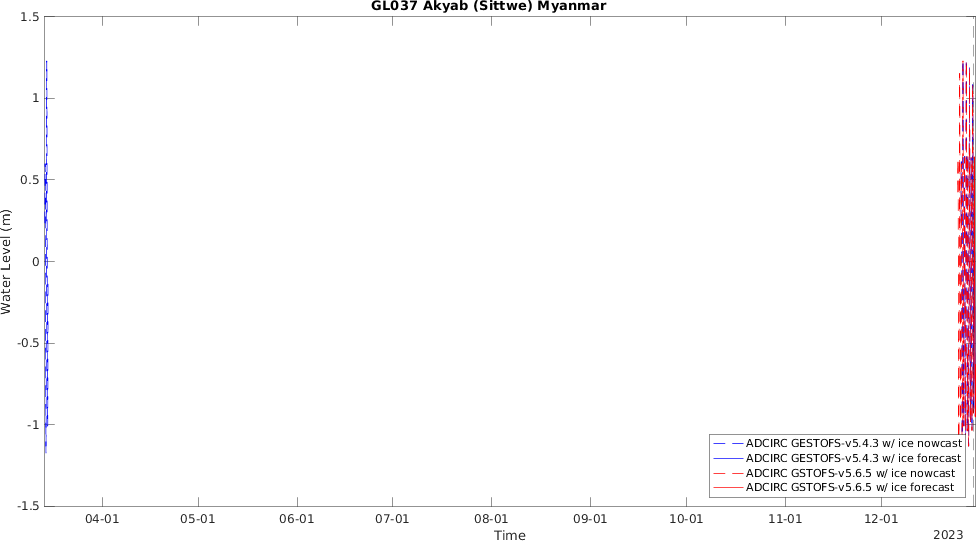 GL037 Akyab (Sittwe) Myanmar
1.5
1
0.5
0
-0.5
-1
-1.5
Water Level (m)
04-01 05-01 06-01 07-01 08-01 09-01 10-01 11-01 12-01
Time
2023
ADCIRC GESTOFS-v5.4.3 w/ ice nowcast
ADCIRC GESTOFS-v5.4.3 w/ ice forecast
ADCIRC GSTOFS-v5.6.5 w/ ice nowcast
ADCIRC GSTOFS-v5.6.5 w/ ice forecast